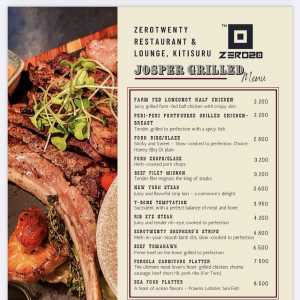 ZEROTWENTY
RESTAURANT &
LOUNGE, KITISURU
TM
ZERO20
JOSPER GRILLED
Menu
FARM FED LONGONOT HALF CHICKEN 2 200
Juicy and grilled farm-fed half chicken with crispy skin
PERI-PERI PORTUGUESE GRILLED CHICKEN- 2 200
BREAST
Tender, grilled to perfection with a spicy kick
PORK RIBS/GLAZE 2 800
Sticky and Sweet – Slow-cooked to perfection. Choice
Honey /Bbq Or plain
PORK CHOPS/GLAZE 3 200
Herb-crusted pork chops
BEEF FILET MIGNON 3 200
Tender filet mignon the king of steaks
NEW YORK STEAK 3 600
Juicy and flavorful strip loin – a carnivore's delight
T-BONE TEMPTATION 3 900
Succulent, with a perfect balance of meat and bone
RIB EYE STEAK 4 200
Juicy and tender rib-eye, cooked to perfection
ZEROTWENTY SHEPHERD'S STRIPS 4 800
Melt-in-your-mouth lamb ribs, slow-cooked to perfection
BEEF TOMAHAWK 6 500
Prime beef on the bone grilled to perfection
PLATTER 7 500
The ultimate meat lover's feast: grilled chicken, choma
sausage, beef short rib, pork ribs (For Two)
SEA FOOD PLATTER 8 500
A feast of ocean flavors – Prawns, Lobster, Sea Fish